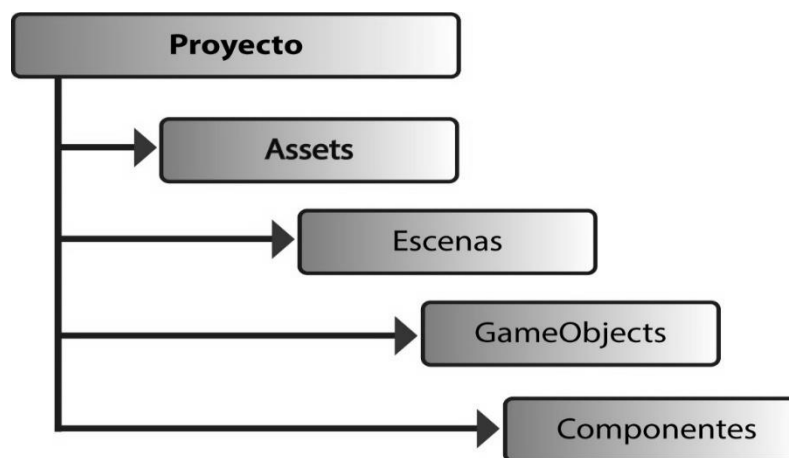 Proyecto
Assets
Escenas
GameObjects
Componentes